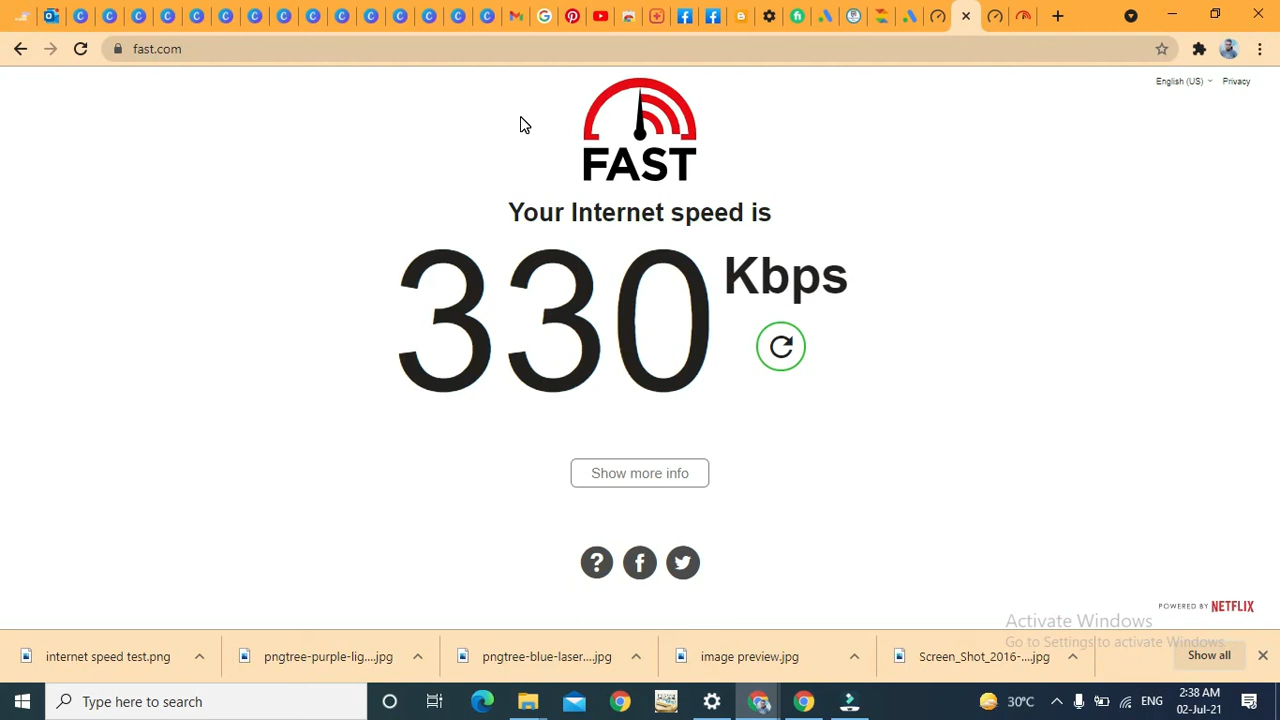 fast.com
English (US)
Privacy
FAST
Your Internet speed is
330 Kbps
Show more info
?
POWERED BY NETFLIX
Activate Windows
Go to Settings to activate Windows.
internet speed test.png
pngtree-purple-lig....jpg
pngtree-blue-laser....jpg
image preview.jpg
Screen_Shot_2016-....jpg
Show all
Type here to search
30°C
ENG
2:38 AM
02-Jul-21